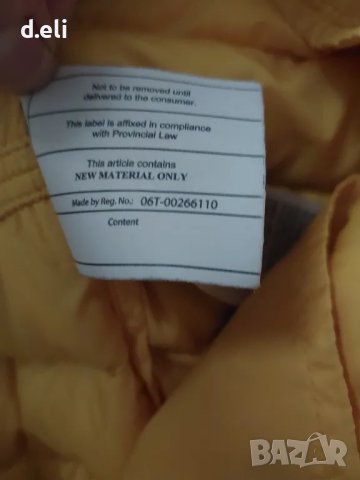 d.eli
Not to be removed until
delivered to the consumer.
This label is affixed in compliance
with Provincial Law
This article contains
NEW MATERIAL ONLY
Made by Reg. No.: 06T-00266110
Content
BAZAR